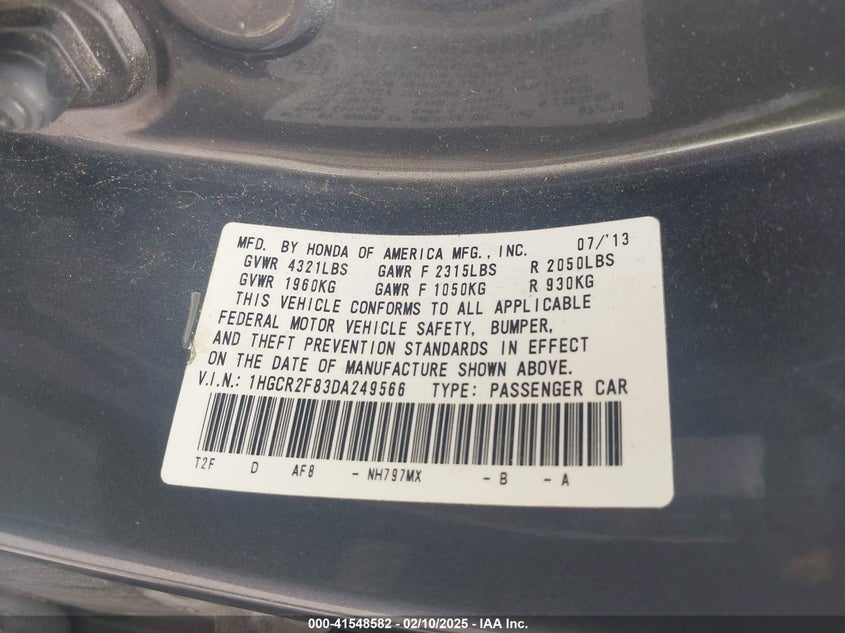 MFD. BY HONDA OF AMERICA MFG., INC. 07/'13
GVWR 4321LBS GAWR F 2315LBS R 2050LBS
GVWR 1960KG GAWR F 1050KG R 930KG
THIS VEHICLE CONFORMS TO ALL APPLICABLE
FEDERAL MOTOR VEHICLE SAFETY, BUMPER,
AND THEFT PREVENTION STANDARDS IN EFFECT
ON THE DATE OF MANUFACTURE SHOWN ABOVE.
V.I.N.: 1HGCR2F83DA249566 TYPE: PASSENGER CAR
T2F D AF8 - NH797MX - B - A
000-41548582 - 02/10/2025 - IAA Inc.